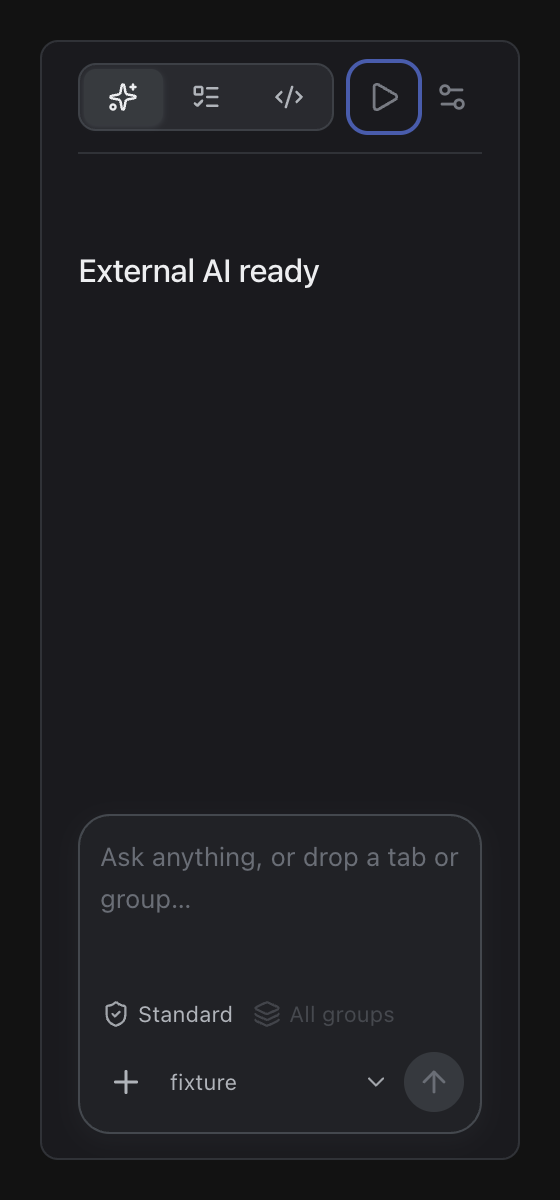 External AI ready
Ask anything, or drop a tab or
group...
Standard
All groups
fixture